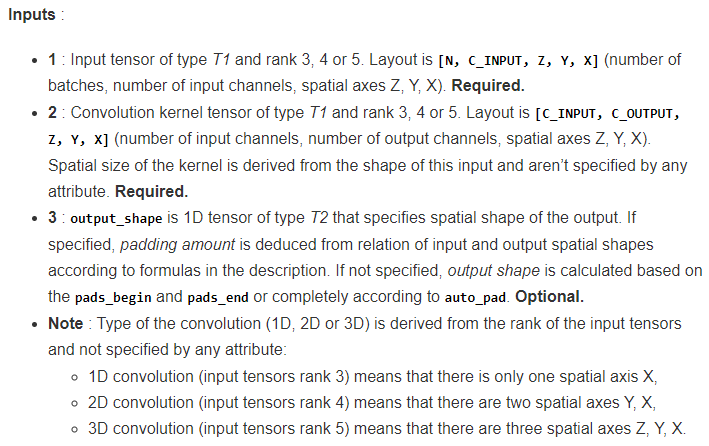 Inputs :
• 1 : Input tensor of type T1 and rank 3, 4 or 5. Layout is [N, C_INPUT, Z, Y, X] (number of
batches, number of input channels, spatial axes Z, Y, X). Required.
• 2 : Convolution kernel tensor of type T1 and rank 3, 4 or 5. Layout is [C_INPUT, C_OUTPUT,
Z, Y, X] (number of input channels, number of output channels, spatial axes Z, Y, X).
Spatial size of the kernel is derived from the shape of this input and aren’t specified by any
attribute. Required.
• 3 : output_shape is 1D tensor of type T2 that specifies spatial shape of the output. If
specified, padding amount is deduced from relation of input and output spatial shapes
according to formulas in the description. If not specified, output shape is calculated based on
the pads_begin and pads_end or completely according to auto_pad. Optional.
• Note : Type of the convolution (1D, 2D or 3D) is derived from the rank of the input tensors
and not specified by any attribute:
◦ 1D convolution (input tensors rank 3) means that there is only one spatial axis X,
◦ 2D convolution (input tensors rank 4) means that there are two spatial axes Y, X,
◦ 3D convolution (input tensors rank 5) means that there are three spatial axes Z, Y, X.